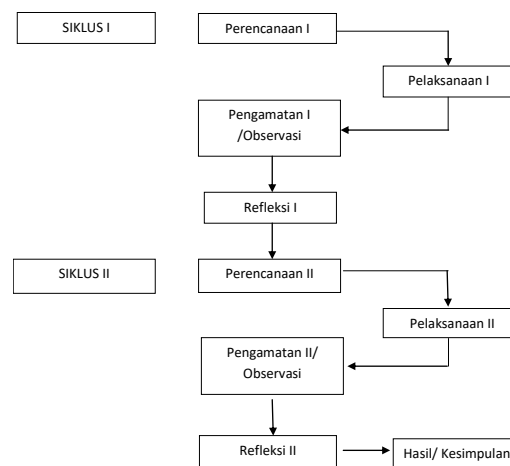 SIKLUS I
Perencanaan I
Pelaksanaan I
Pengamatan I
/Observasi
Refleksi I
SIKLUS II
Perencanaan II
Pelaksanaan II
Pengamatan II/
Observasi
Refleksi II
Hasil/ Kesimpulan